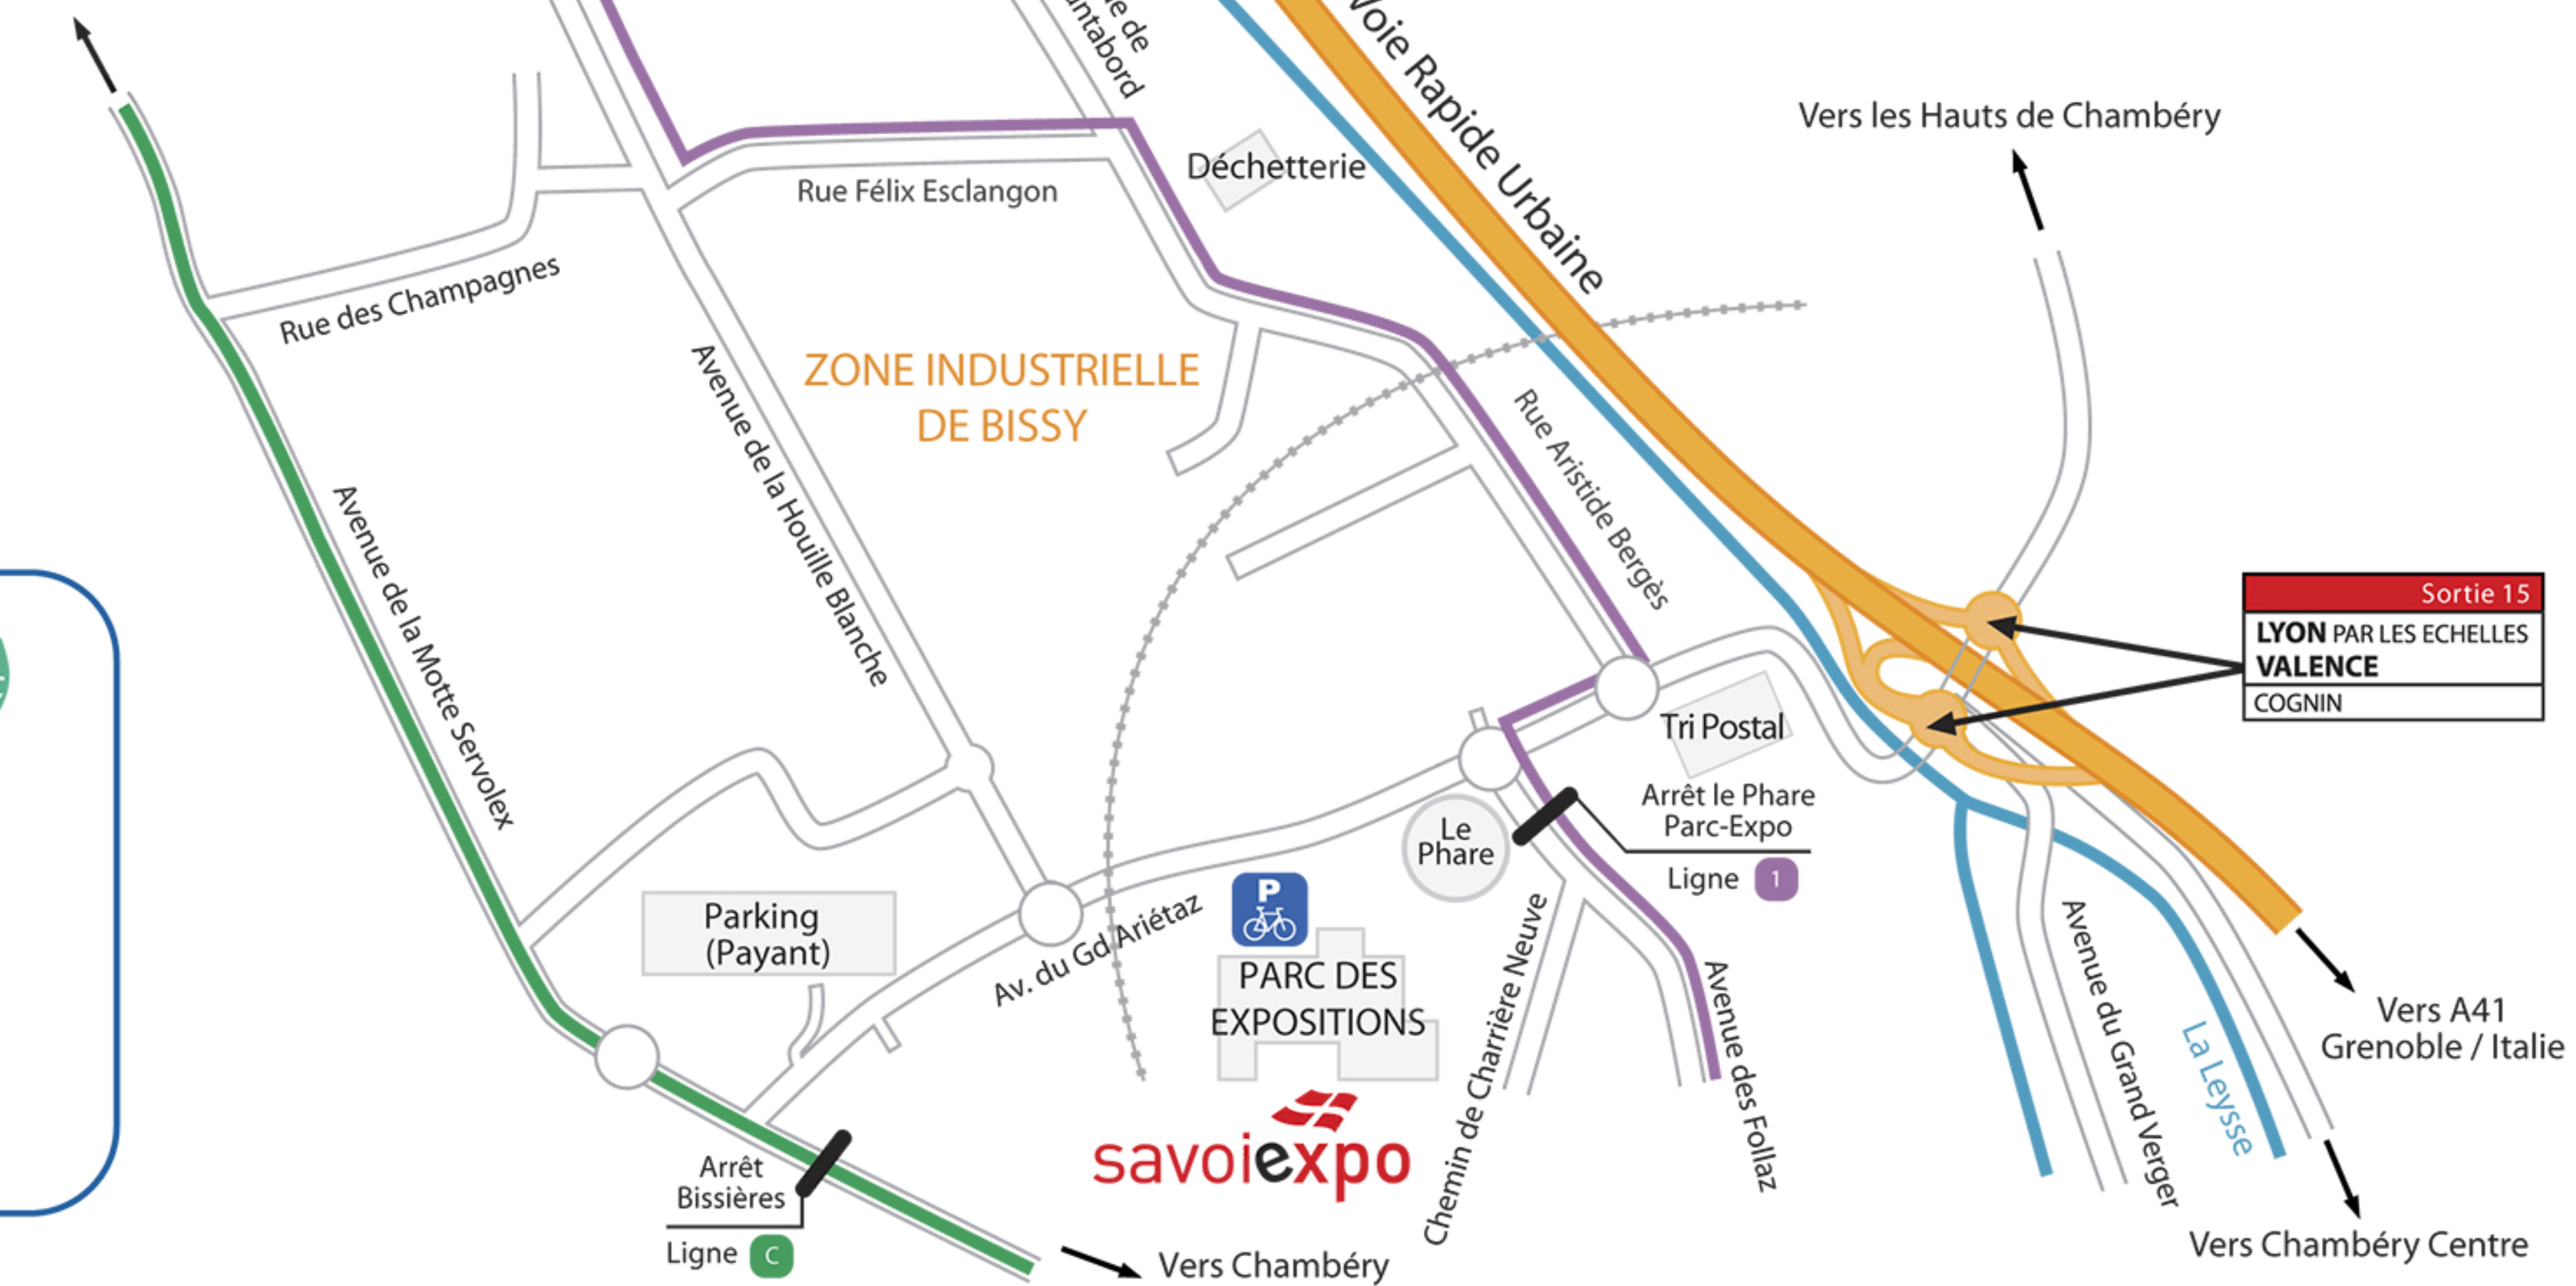 e de
ntabord
Voie Rapide Urbaine
Vers les Hauts de Chambéry
Déchetterie
Rue Félix Esclangon
Rue des Champagnes
ZONE INDUSTRIELLE
DE BISSY
Avenue de la Houille Blanche
Rue Aristide Bergès
Avenue de la Motte Servolex
Sortie 15
LYON PAR LES ECHELLES
VALENCE
COGNIN
Tri Postal
Arrêt le Phare
Parc-Expo
Ligne 1
Le
Phare
Parking
(Payant)
P
Av. du Gd Ariétaz
PARC DES
EXPOSITIONS
Chemin de Charrière Neuve
Avenue des Follaz
Avenue du Grand Verger
La Leysse
Vers A41
Grenoble / Italie
savoiexpo
Arrêt
Bissières
Ligne C
Vers Chambéry
Vers Chambéry Centre